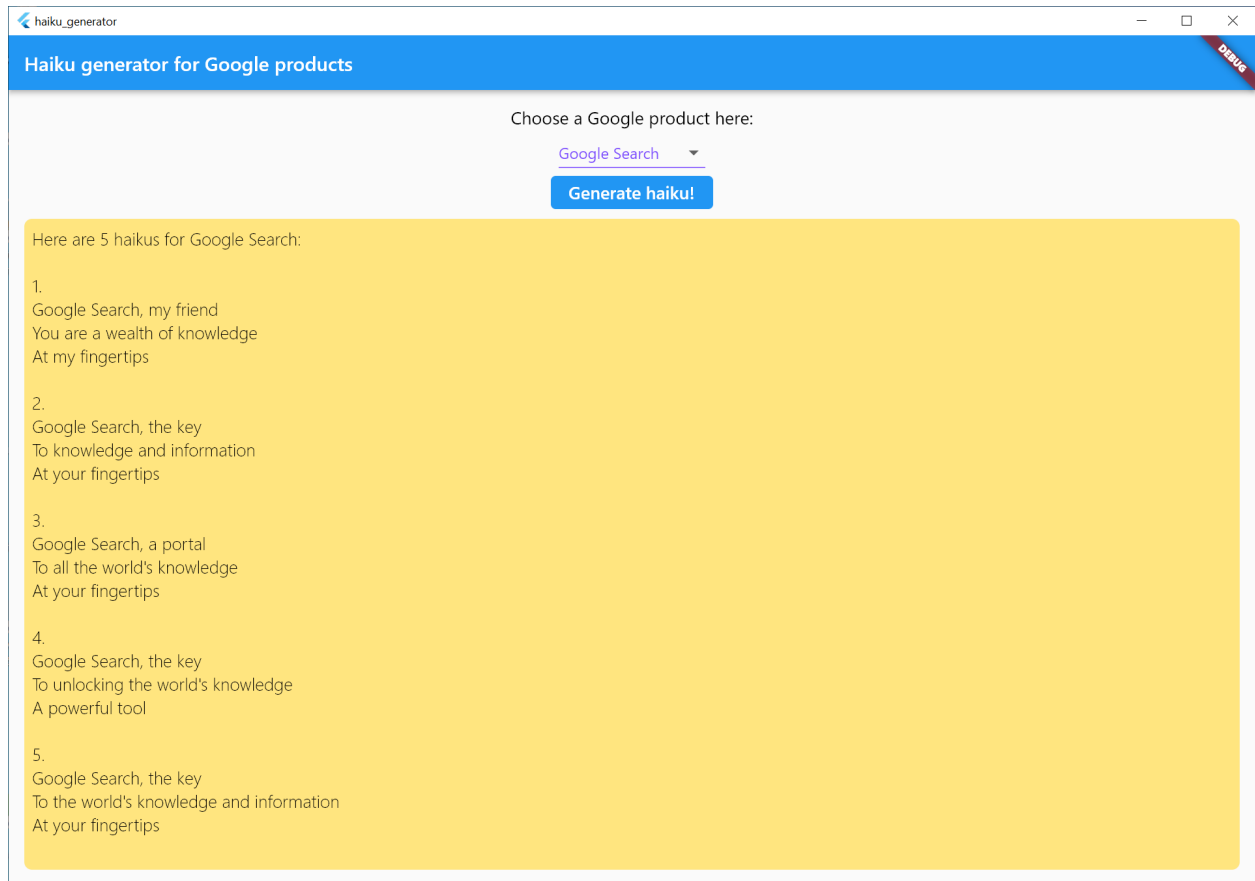 haiku_generator
Haiku generator for Google products
DEBUG
Choose a Google product here:
Google Search
Generate haiku!
Here are 5 haikus for Google Search:
1.
Google Search, my friend
You are a wealth of knowledge
At my fingertips
2.
Google Search, the key
To knowledge and information
At your fingertips
3.
Google Search, a portal
To all the world's knowledge
At your fingertips
4.
Google Search, the key
To unlocking the world's knowledge
A powerful tool
5.
Google Search, the key
To the world's knowledge and information
At your fingertips